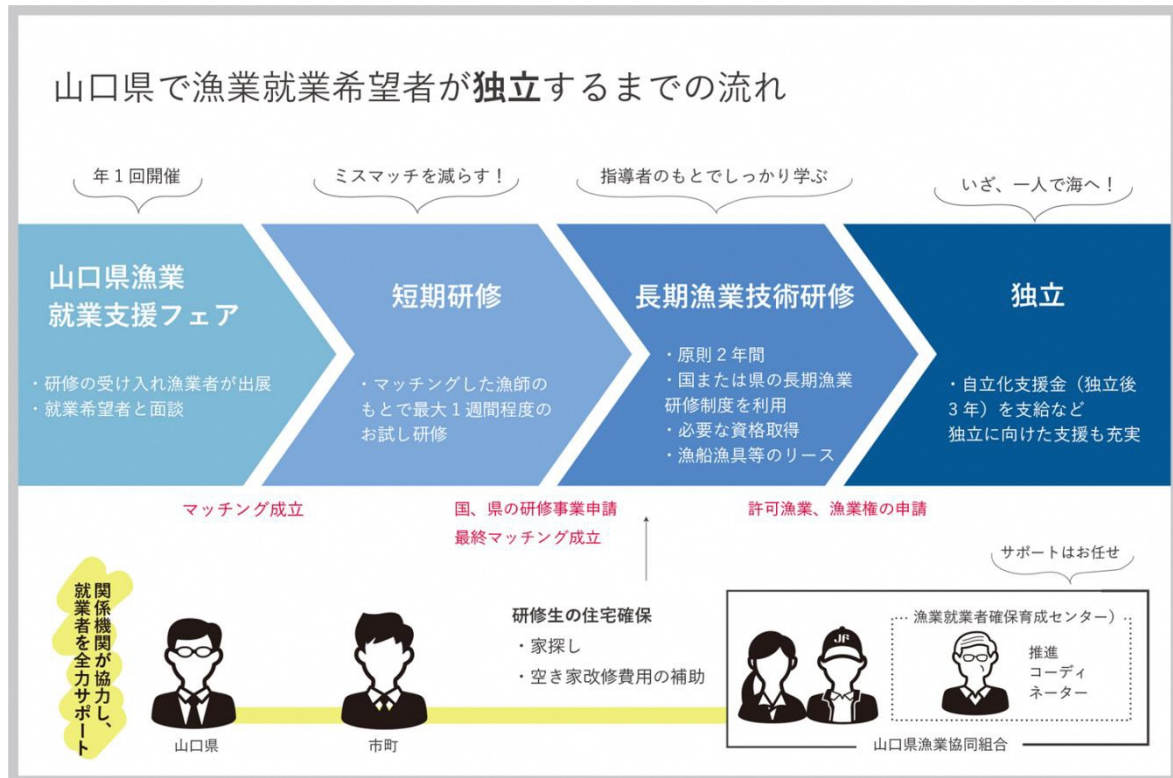 山口県で漁業就業希望者が独立するまでの流れ
年1回開催
ミスマッチを減らす！
指導者のもとでしっかり学ぶ
いざ、一人で海へ！
山口県漁業
就業支援フェア
・研修の受け入れ漁業者が出展
・就業希望者と面談
短期研修
・マッチングした漁師の
もとで最大1週間程度の
お試し研修
長期漁業技術研修
・原則2年間
・国または県の長期漁業
研修制度を利用
・必要な資格取得
・漁船漁具等のリース
独立
・自立化支援金（独立後
3年）を支給など
独立に向けた支援も充実
マッチング成立
国、県の研修事業申請
最終マッチング成立
許可漁業、漁業権の申請
関係機関が協力し、
就業者を全力サポート
山口県
市町
研修生の住宅確保
・家探し
・空き家改修費用の補助
サポートはお任せ
漁業就業者確保育成センター）
JF
推進
コーディ
ネーター
山口県漁業協同組合